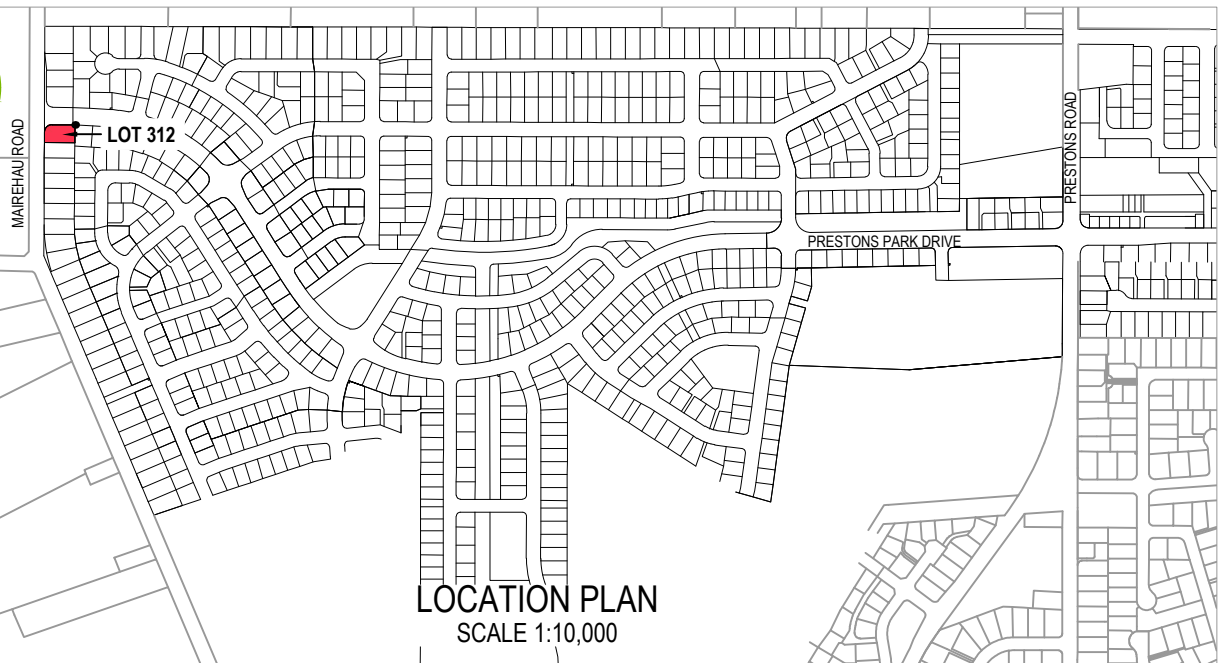 MAIREHAU ROAD
LOT 312
PRESTONS ROAD
PRESTONS PARK DRIVE
LOCATION PLAN
SCALE 1:10,000